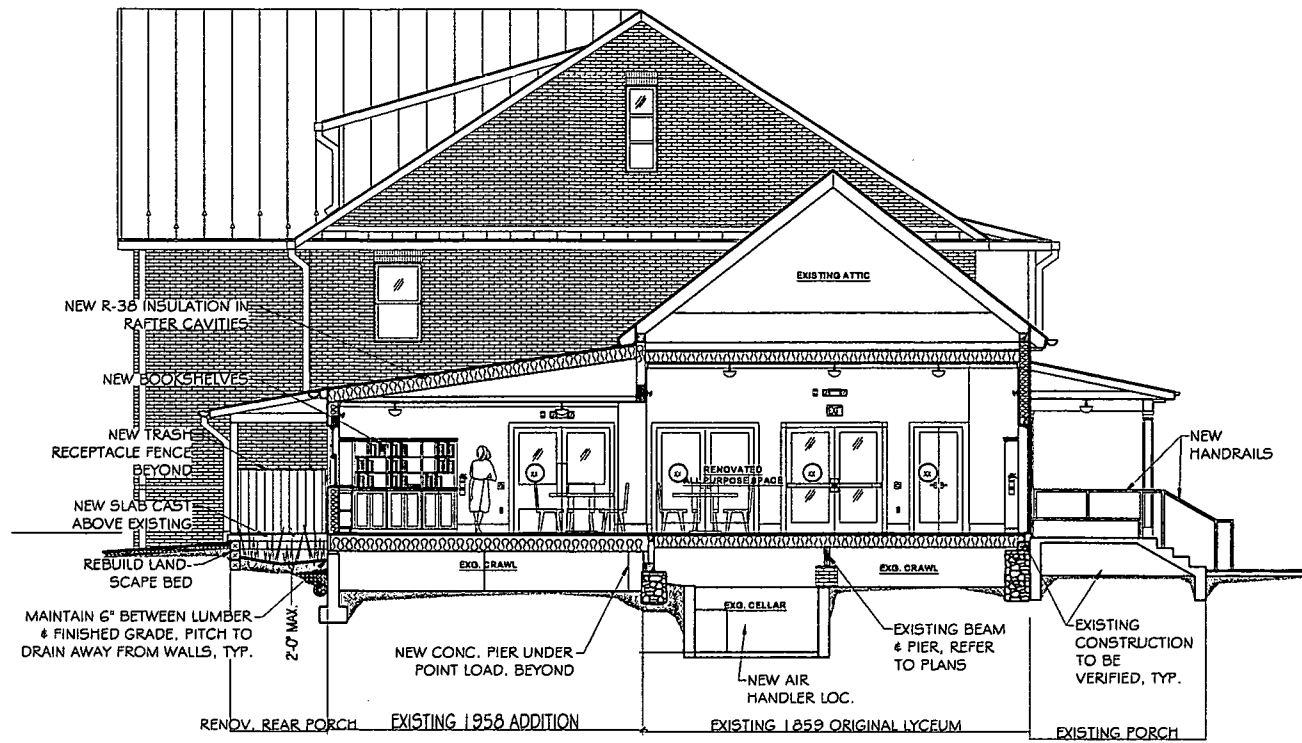 EXISTING ATTIC
NEW R-38 INSULATION IN
RAFTER CAVITIES
NEW BOOKSHELVES
NEW TRASH
RECEPTACLE FENCE
BEYOND
NEW SLAB CAST
ABOVE EXISTING
REBUILD LAND-
SCAPE BED
MAINTAIN 6" BETWEEN LUMBER
& FINISHED GRADE, PITCH TO
DRAIN AWAY FROM WALLS, TYP.
2'-0" MAX.
RENOVATED
ALL PURPOSE SPACE
NEW
HANDRAILS
EXG. CRAWL
EXG. CRAWL
EXG. CELLAR
NEW CONC. PIER UNDER
POINT LOAD. BEYOND
NEW AIR
HANDLER LOC.
EXISTING BEAM
& PIER, REFER
TO PLANS
EXISTING
CONSTRUCTION
TO BE
VERIFIED, TYP.
RENOV. REAR PORCH
EXISTING 1958 ADDITION
EXISTING 1859 ORIGINAL LYCEUM
EXISTING PORCH